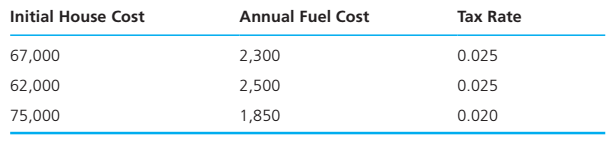 Initial House Cost Annual Fuel Cost Tax Rate
67,000 2,300 0.025
62,000 2,500 0.025
75,000 1,850 0.020